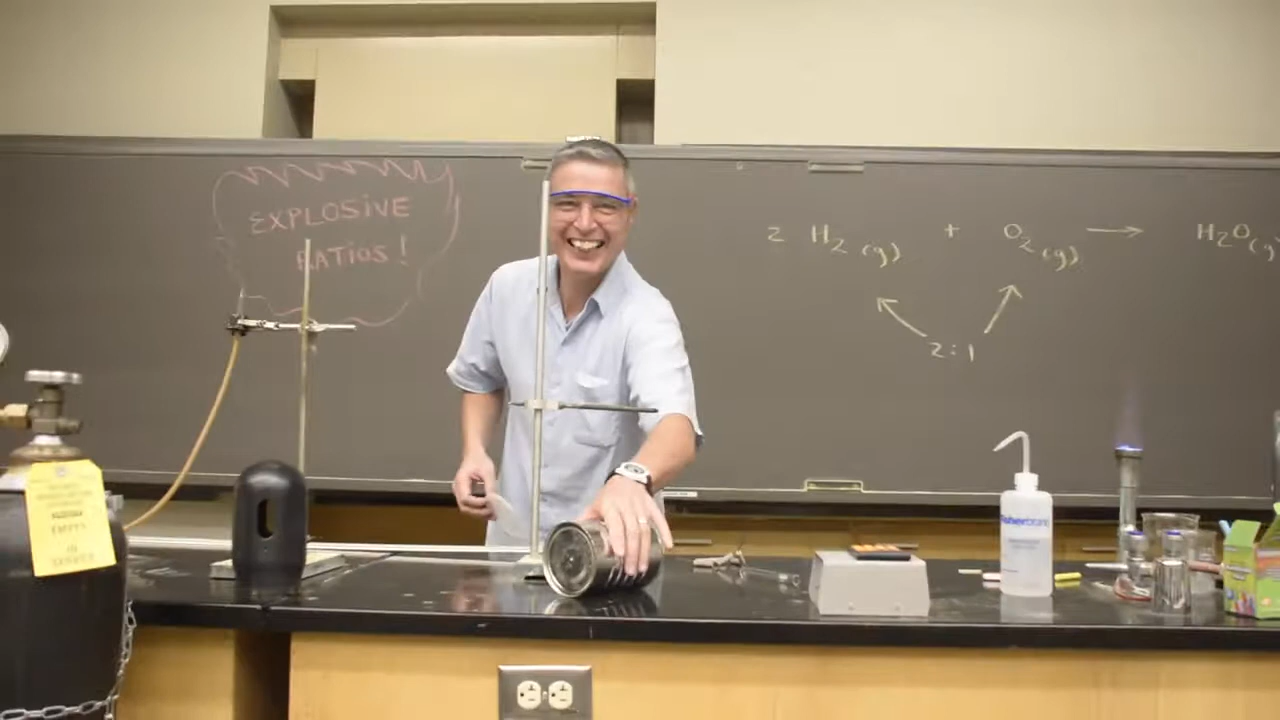 EXPLOSIVE
RATIOS!
2 H2 (g) + O2 (g) → H2O (g)
2:1
Fisherbrand